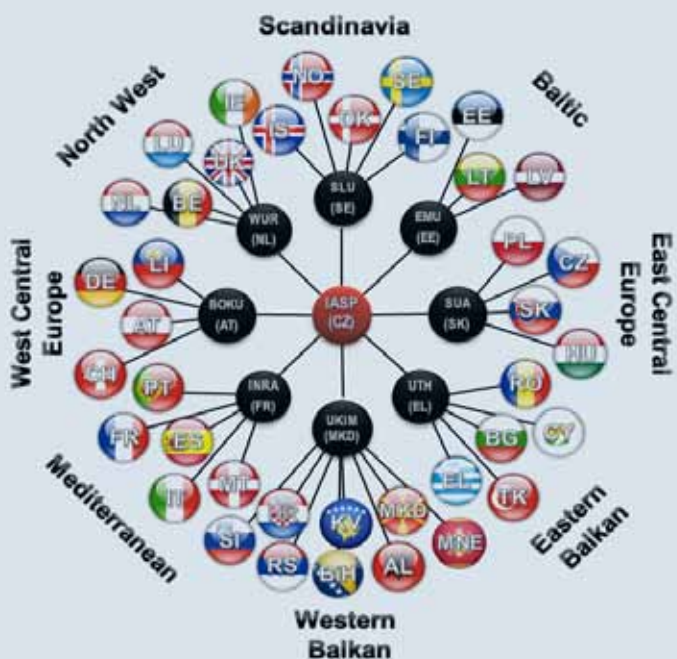 Scandinavia
North West
Baltic
NO
SE
IE
IS
DK
FI
EE
LU
UK
LT
LV
NL
BE
WUR
(NL)
SLU
(SE)
EMU
(EE)
PL
CZ
LI
DE
AT
CH
BOKU
(AT)
IASP
(CZ)
SUA
(SK)
SK
HU
West Central
Europe
East Central
Europe
PT
FR
ES
IT
MT
INRA
(FR)
UKIM
(MKD)
UTH
(EL)
RO
CY
BG
EL
TK
SI
HR
RS
KV
BiH
MKD
AL
MNE
Mediterranean
Eastern
Balkan
Western
Balkan